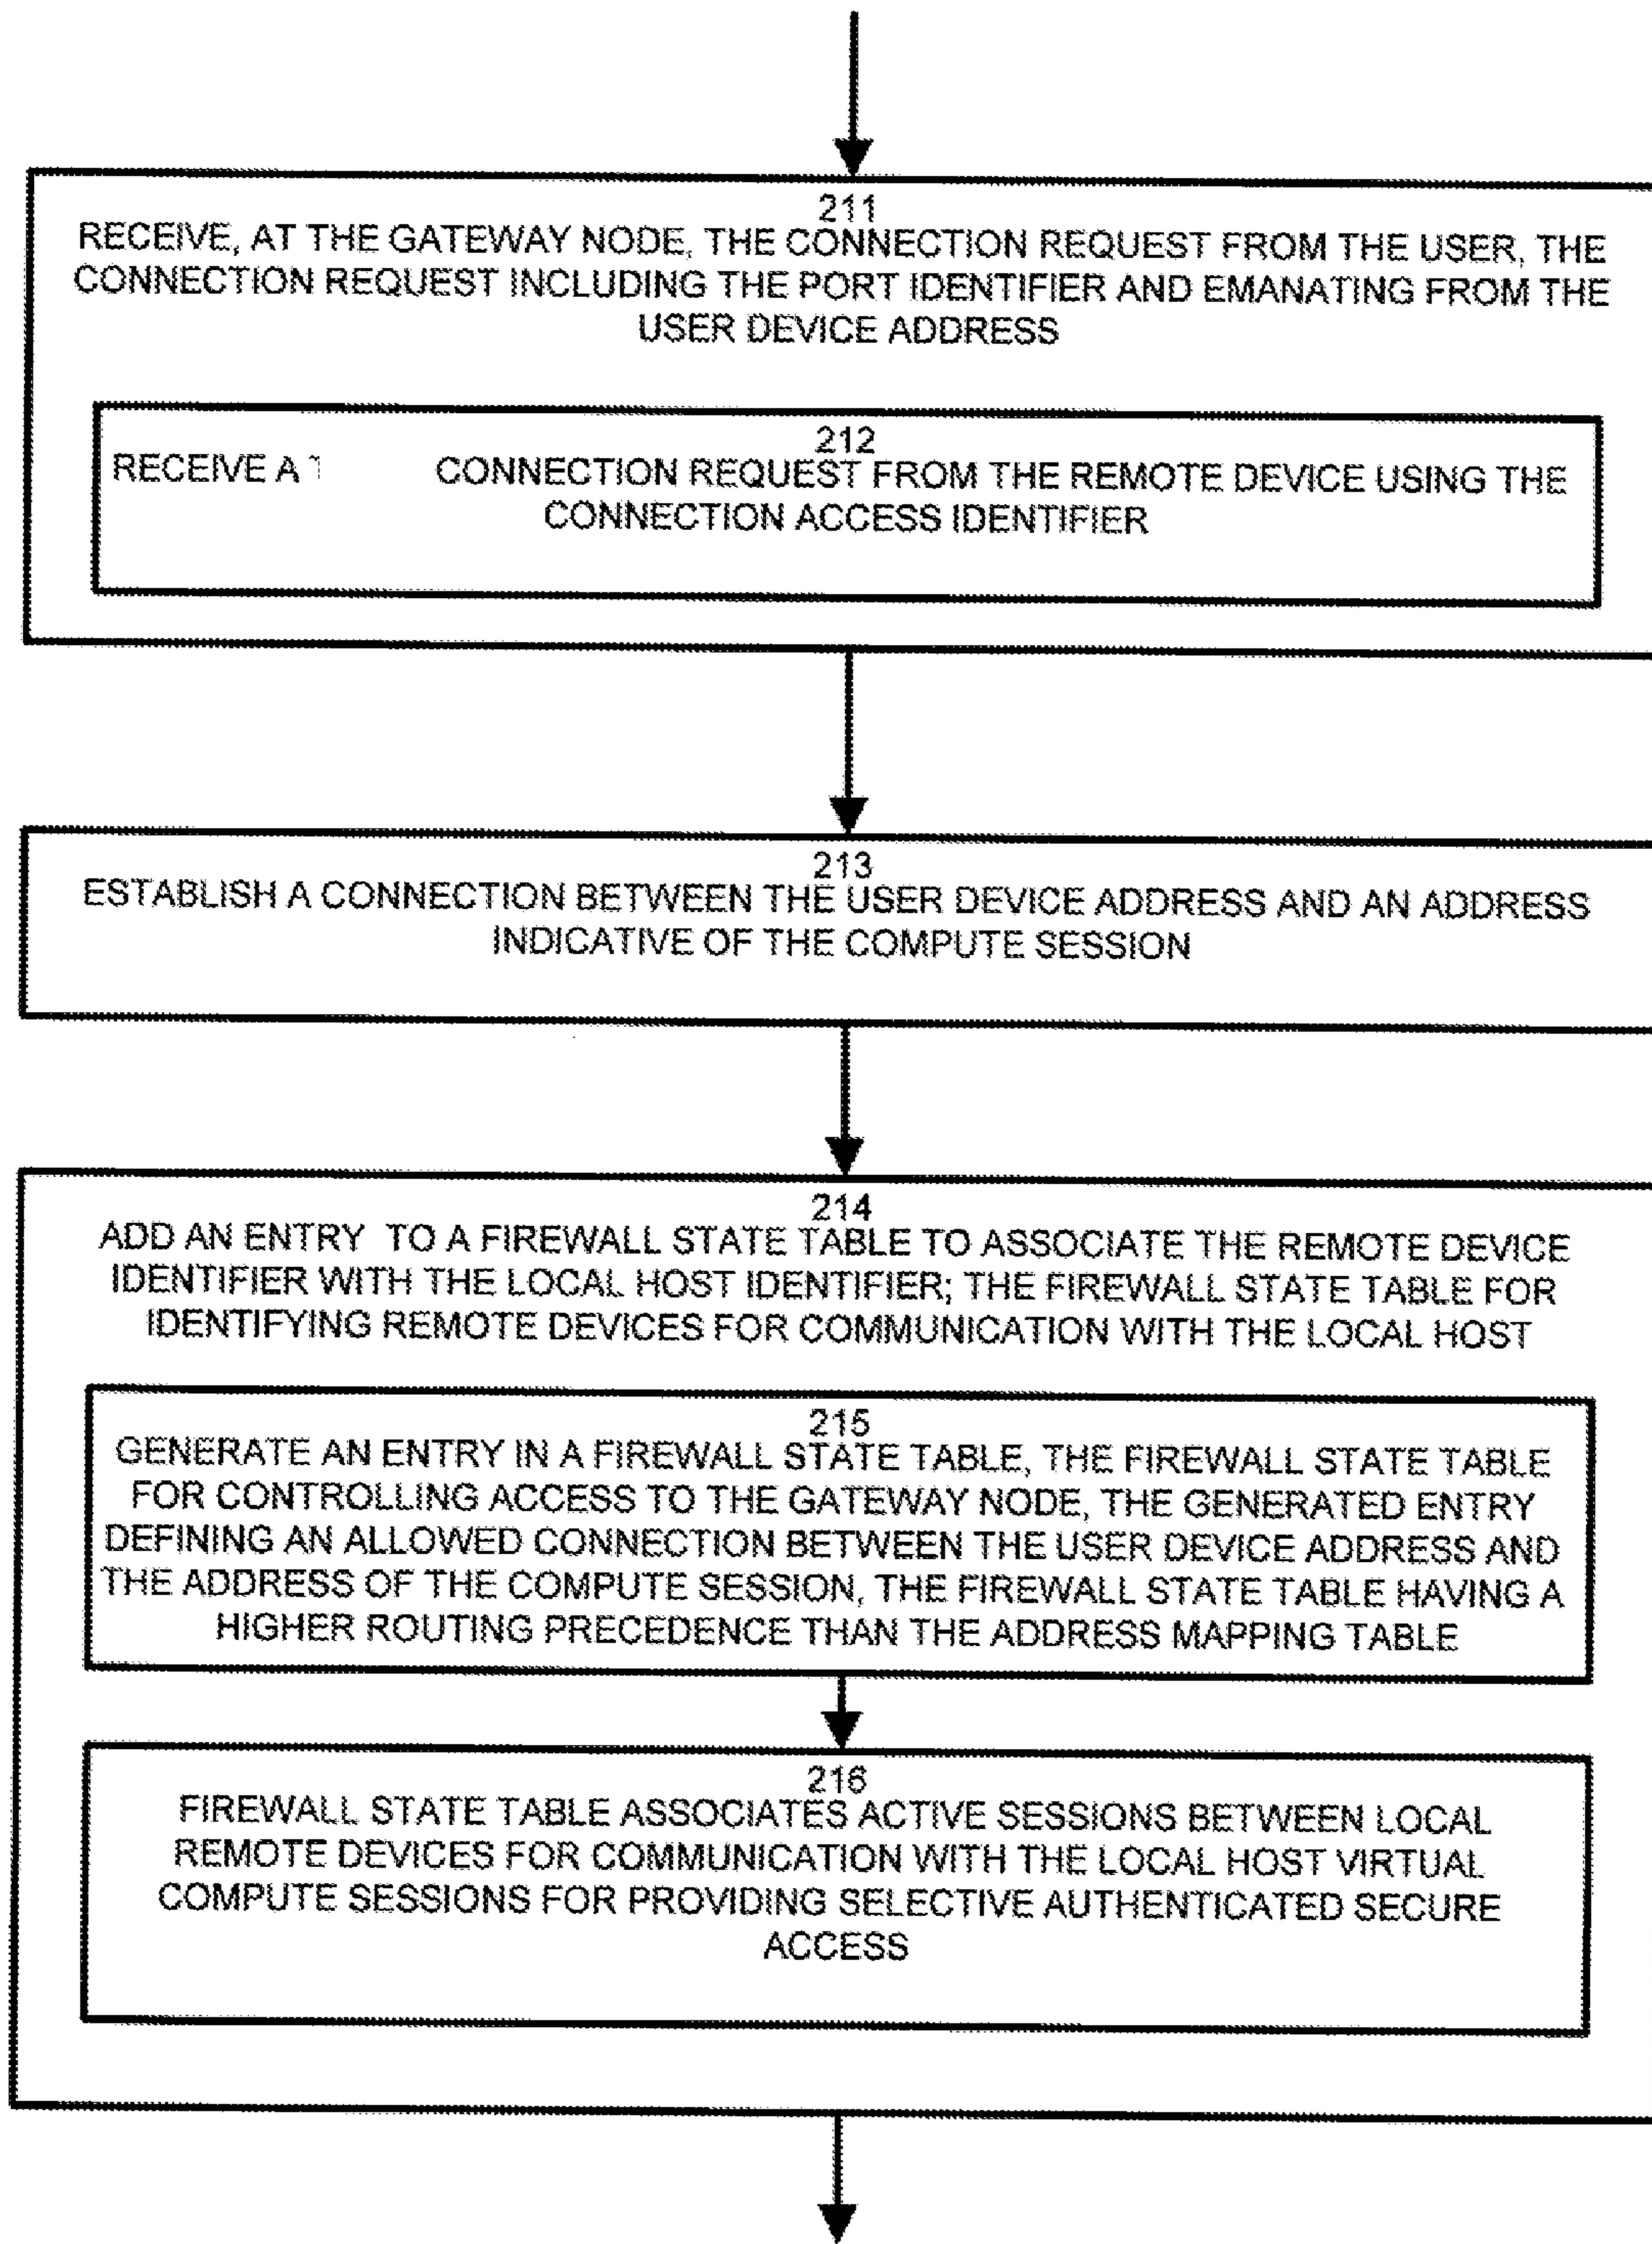 211
RECEIVE, AT THE GATEWAY NODE, THE CONNECTION REQUEST FROM THE USER, THE
CONNECTION REQUEST INCLUDING THE PORT IDENTIFIER AND EMANATING FROM THE
USER DEVICE ADDRESS
212
RECEIVE A CONNECTION REQUEST FROM THE REMOTE DEVICE USING THE
CONNECTION ACCESS IDENTIFIER
213
ESTABLISH A CONNECTION BETWEEN THE USER DEVICE ADDRESS AND AN ADDRESS
INDICATIVE OF THE COMPUTE SESSION
214
ADD AN ENTRY TO A FIREWALL STATE TABLE TO ASSOCIATE THE REMOTE DEVICE
IDENTIFIER WITH THE LOCAL HOST IDENTIFIER; THE FIREWALL STATE TABLE FOR
IDENTIFYING REMOTE DEVICES FOR COMMUNICATION WITH THE LOCAL HOST
215
GENERATE AN ENTRY IN A FIREWALL STATE TABLE, THE FIREWALL STATE TABLE
FOR CONTROLLING ACCESS TO THE GATEWAY NODE, THE GENERATED ENTRY
DEFINING AN ALLOWED CONNECTION BETWEEN THE USER DEVICE ADDRESS AND
THE ADDRESS OF THE COMPUTE SESSION, THE FIREWALL STATE TABLE HAVING A
HIGHER ROUTING PRECEDENCE THAN THE ADDRESS MAPPING TABLE
216
FIREWALL STATE TABLE ASSOCIATES ACTIVE SESSIONS BETWEEN LOCAL
REMOTE DEVICES FOR COMMUNICATION WITH THE LOCAL HOST VIRTUAL
COMPUTE SESSIONS FOR PROVIDING SELECTIVE AUTHENTICATED SECURE
ACCESS